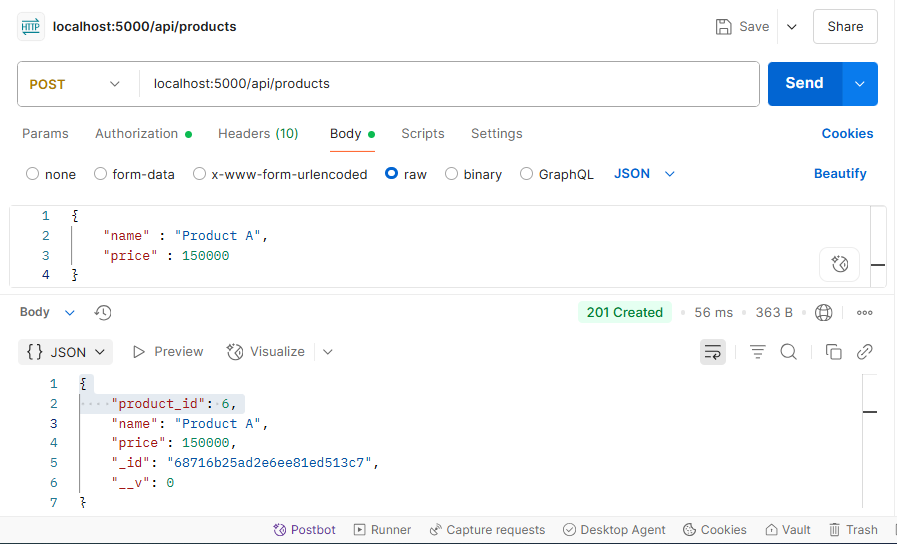 HTTP localhost:5000/api/products Save Share
POST localhost:5000/api/products Send
Params Authorization Headers (10) Body Scripts Settings Cookies
none form-data x-www-form-urlencoded raw binary GraphQL JSON Beautify
1 {
2 "name" : "Product A",
3 "price" : 150000
4 }
Body 201 Created 56 ms 363 B
{} JSON Preview Visualize
1 {
2 "product_id": 6,
3 "name": "Product A",
4 "price": 150000,
5 "_id": "68716b25ad2e6ee81ed513c7",
6 "__v": 0
7 }
Postbot Runner Capture requests Desktop Agent Cookies Vault Trash